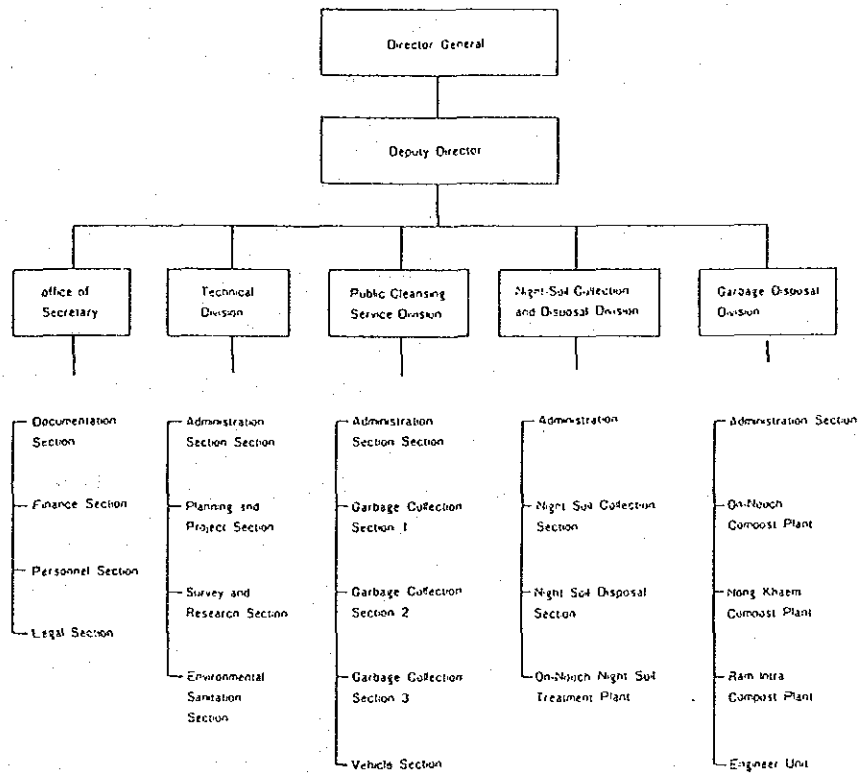 Director General
Deputy Director
office of
Secretary
Technical
Division
Public Cleansing
Service Division
Night-Soil Collection
and Disposal Division
Garbage Disposal
Division
Documentation
Section
Finance Section
Personnel Section
Legal Section
Administration
Section Section
Planning and
Project Section
Survey and
Research Section
Environmental
Sanitation
Section
Administration
Section Section
Garbage Collection
Section 1
Garbage Collection
Section 2
Garbage Collection
Section 3
Vehicle Section
Administration
Night Soil Collection
Section
Night Soil Disposal
Section
On-Nouch Night Soil
Treatment Plant
Administration Section
On-Nouch
Compost Plant
Nong Khaem
Compost Plant
Ram Intra
Compost Plant
Engineer Unit